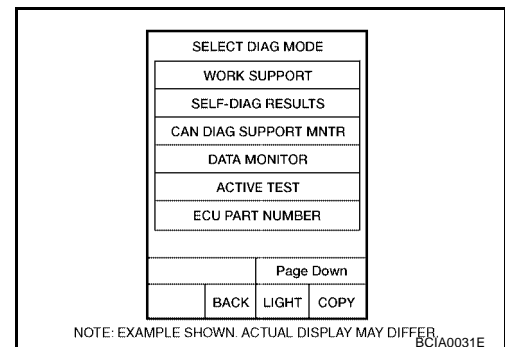 SELECT DIAG MODE
WORK SUPPORT
SELF-DIAG RESULTS
CAN DIAG SUPPORT MNTR
DATA MONITOR
ACTIVE TEST
ECU PART NUMBER
Page Down
BACK LIGHT COPY
NOTE: EXAMPLE SHOWN. ACTUAL DISPLAY MAY DIFFER.
BCIA0031E